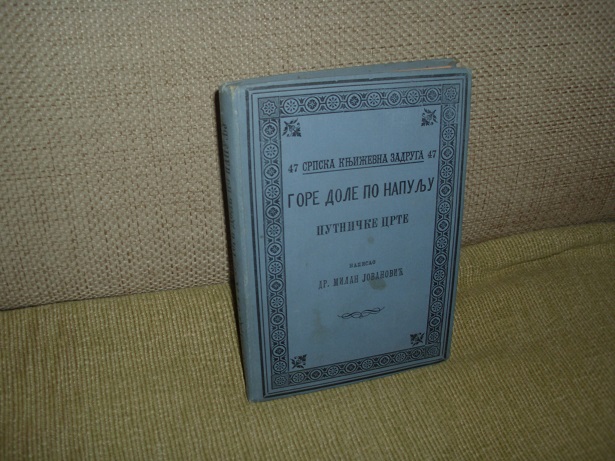 47 СРПСКА КЊИЖЕВНА ЗАДРУГА 47
ГОРЕ ДОЛЕ ПО НАПУЉУ
ПУТНИЧКЕ ЦРТЕ
НАПИСАО
ДР. МИЛАН ЈОВАНОВИЋ